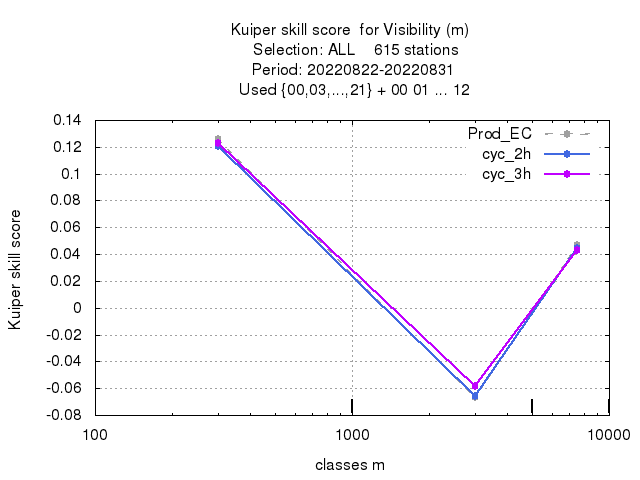 Kuiper skill score  for Visibility (m)
Selection: ALL    615 stations
Period: 20220822-20220831
Used {00,03,...,21} + 00 01 ... 12
Prod_EC
cyc_2h
cyc_3h
Kuiper skill score
0.14
0.12
0.1
0.08
0.06
0.04
0.02
0
-0.02
-0.04
-0.06
-0.08
100
1000
10000
classes m